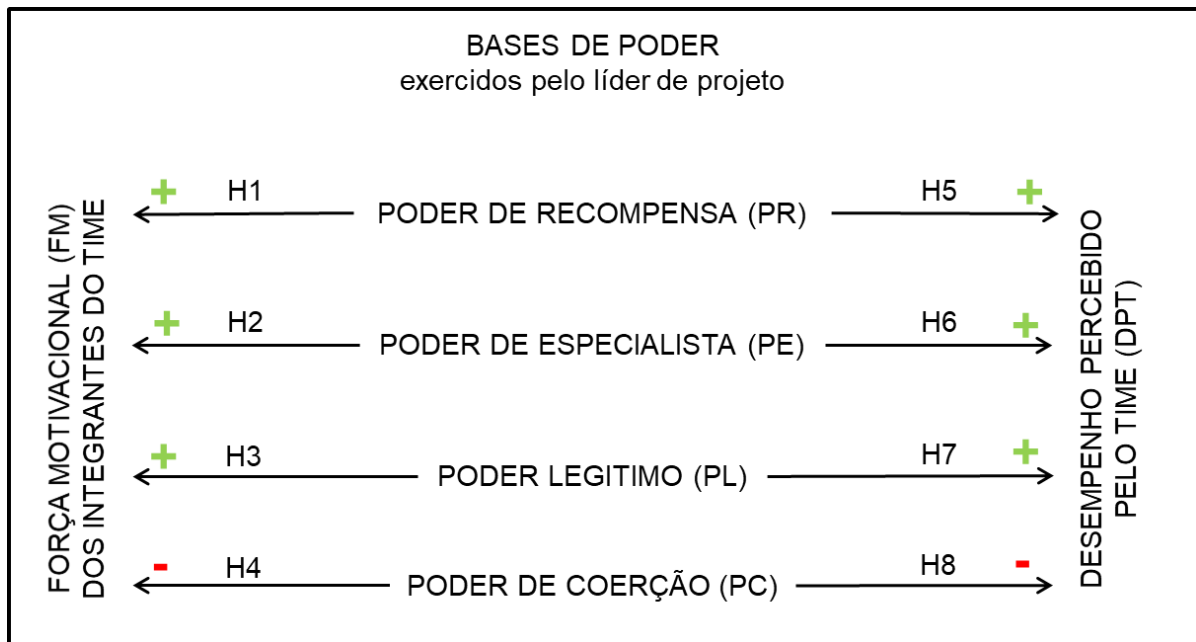 BASES DE PODER
exercidos pelo líder de projeto
FORÇA MOTIVACIONAL (FM)
DOS INTEGRANTES DO TIME
+ H1 PODER DE RECOMPENSA (PR) H5 +
+ H2 PODER DE ESPECIALISTA (PE) H6 +
+ H3 PODER LEGITIMO (PL) H7 +
- H4 PODER DE COERÇÃO (PC) H8 -
DESEMPENHO PERCEBIDO
PELO TIME (DPT)